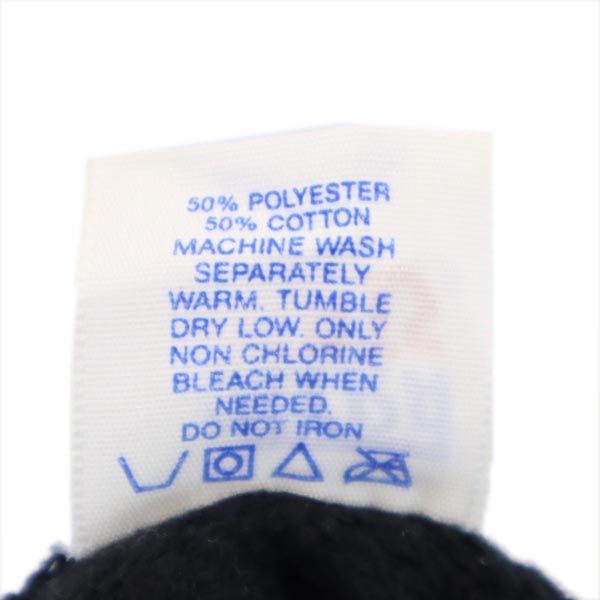 50% POLYESTER
50% COTTON
MACHINE WASH
SEPARATELY
WARM. TUMBLE
DRY LOW. ONLY
NON CHLORINE
BLEACH WHEN
NEEDED.
DO NOT IRON